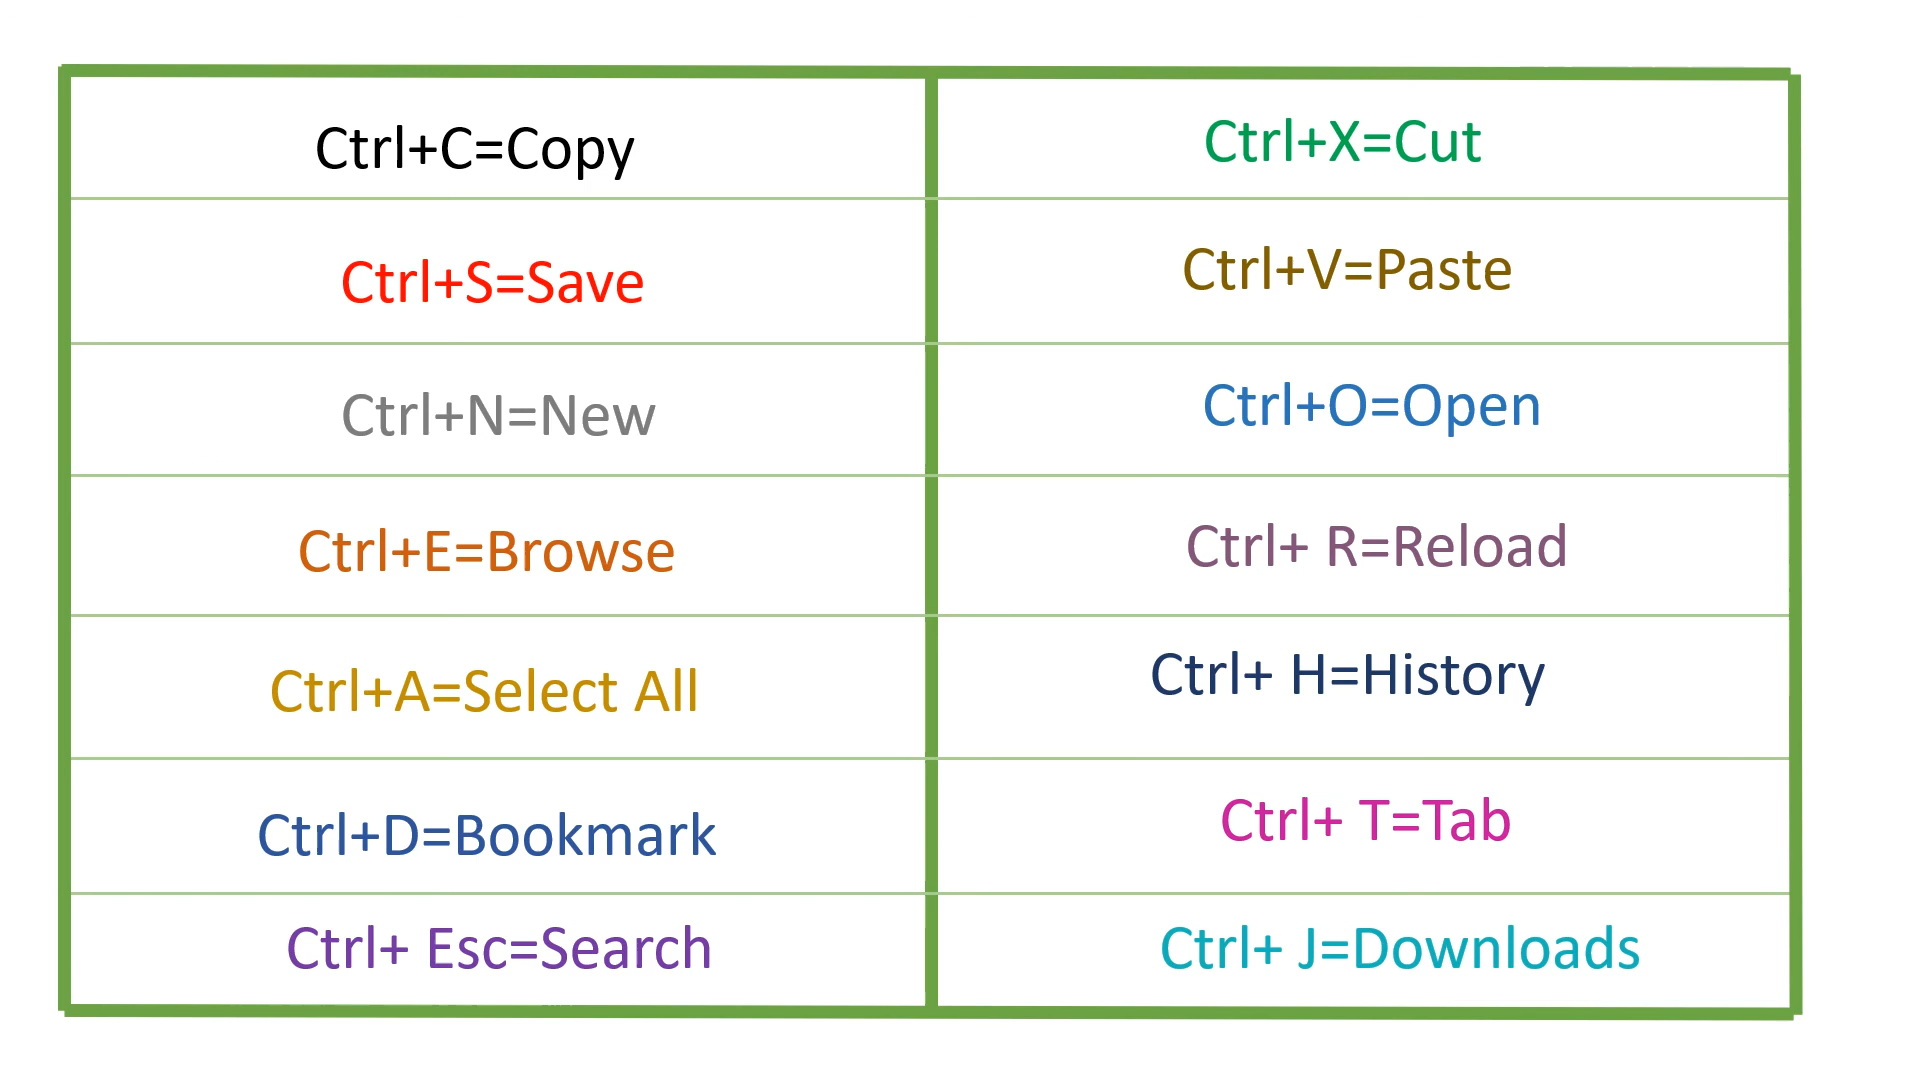 Ctrl+C=Copy
Ctrl+X=Cut
Ctrl+S=Save
Ctrl+V=Paste
Ctrl+N=New
Ctrl+O=Open
Ctrl+E=Browse
Ctrl+ R=Reload
Ctrl+A=Select All
Ctrl+ H=History
Ctrl+D=Bookmark
Ctrl+ T=Tab
Ctrl+ Esc=Search
Ctrl+ J=Downloads